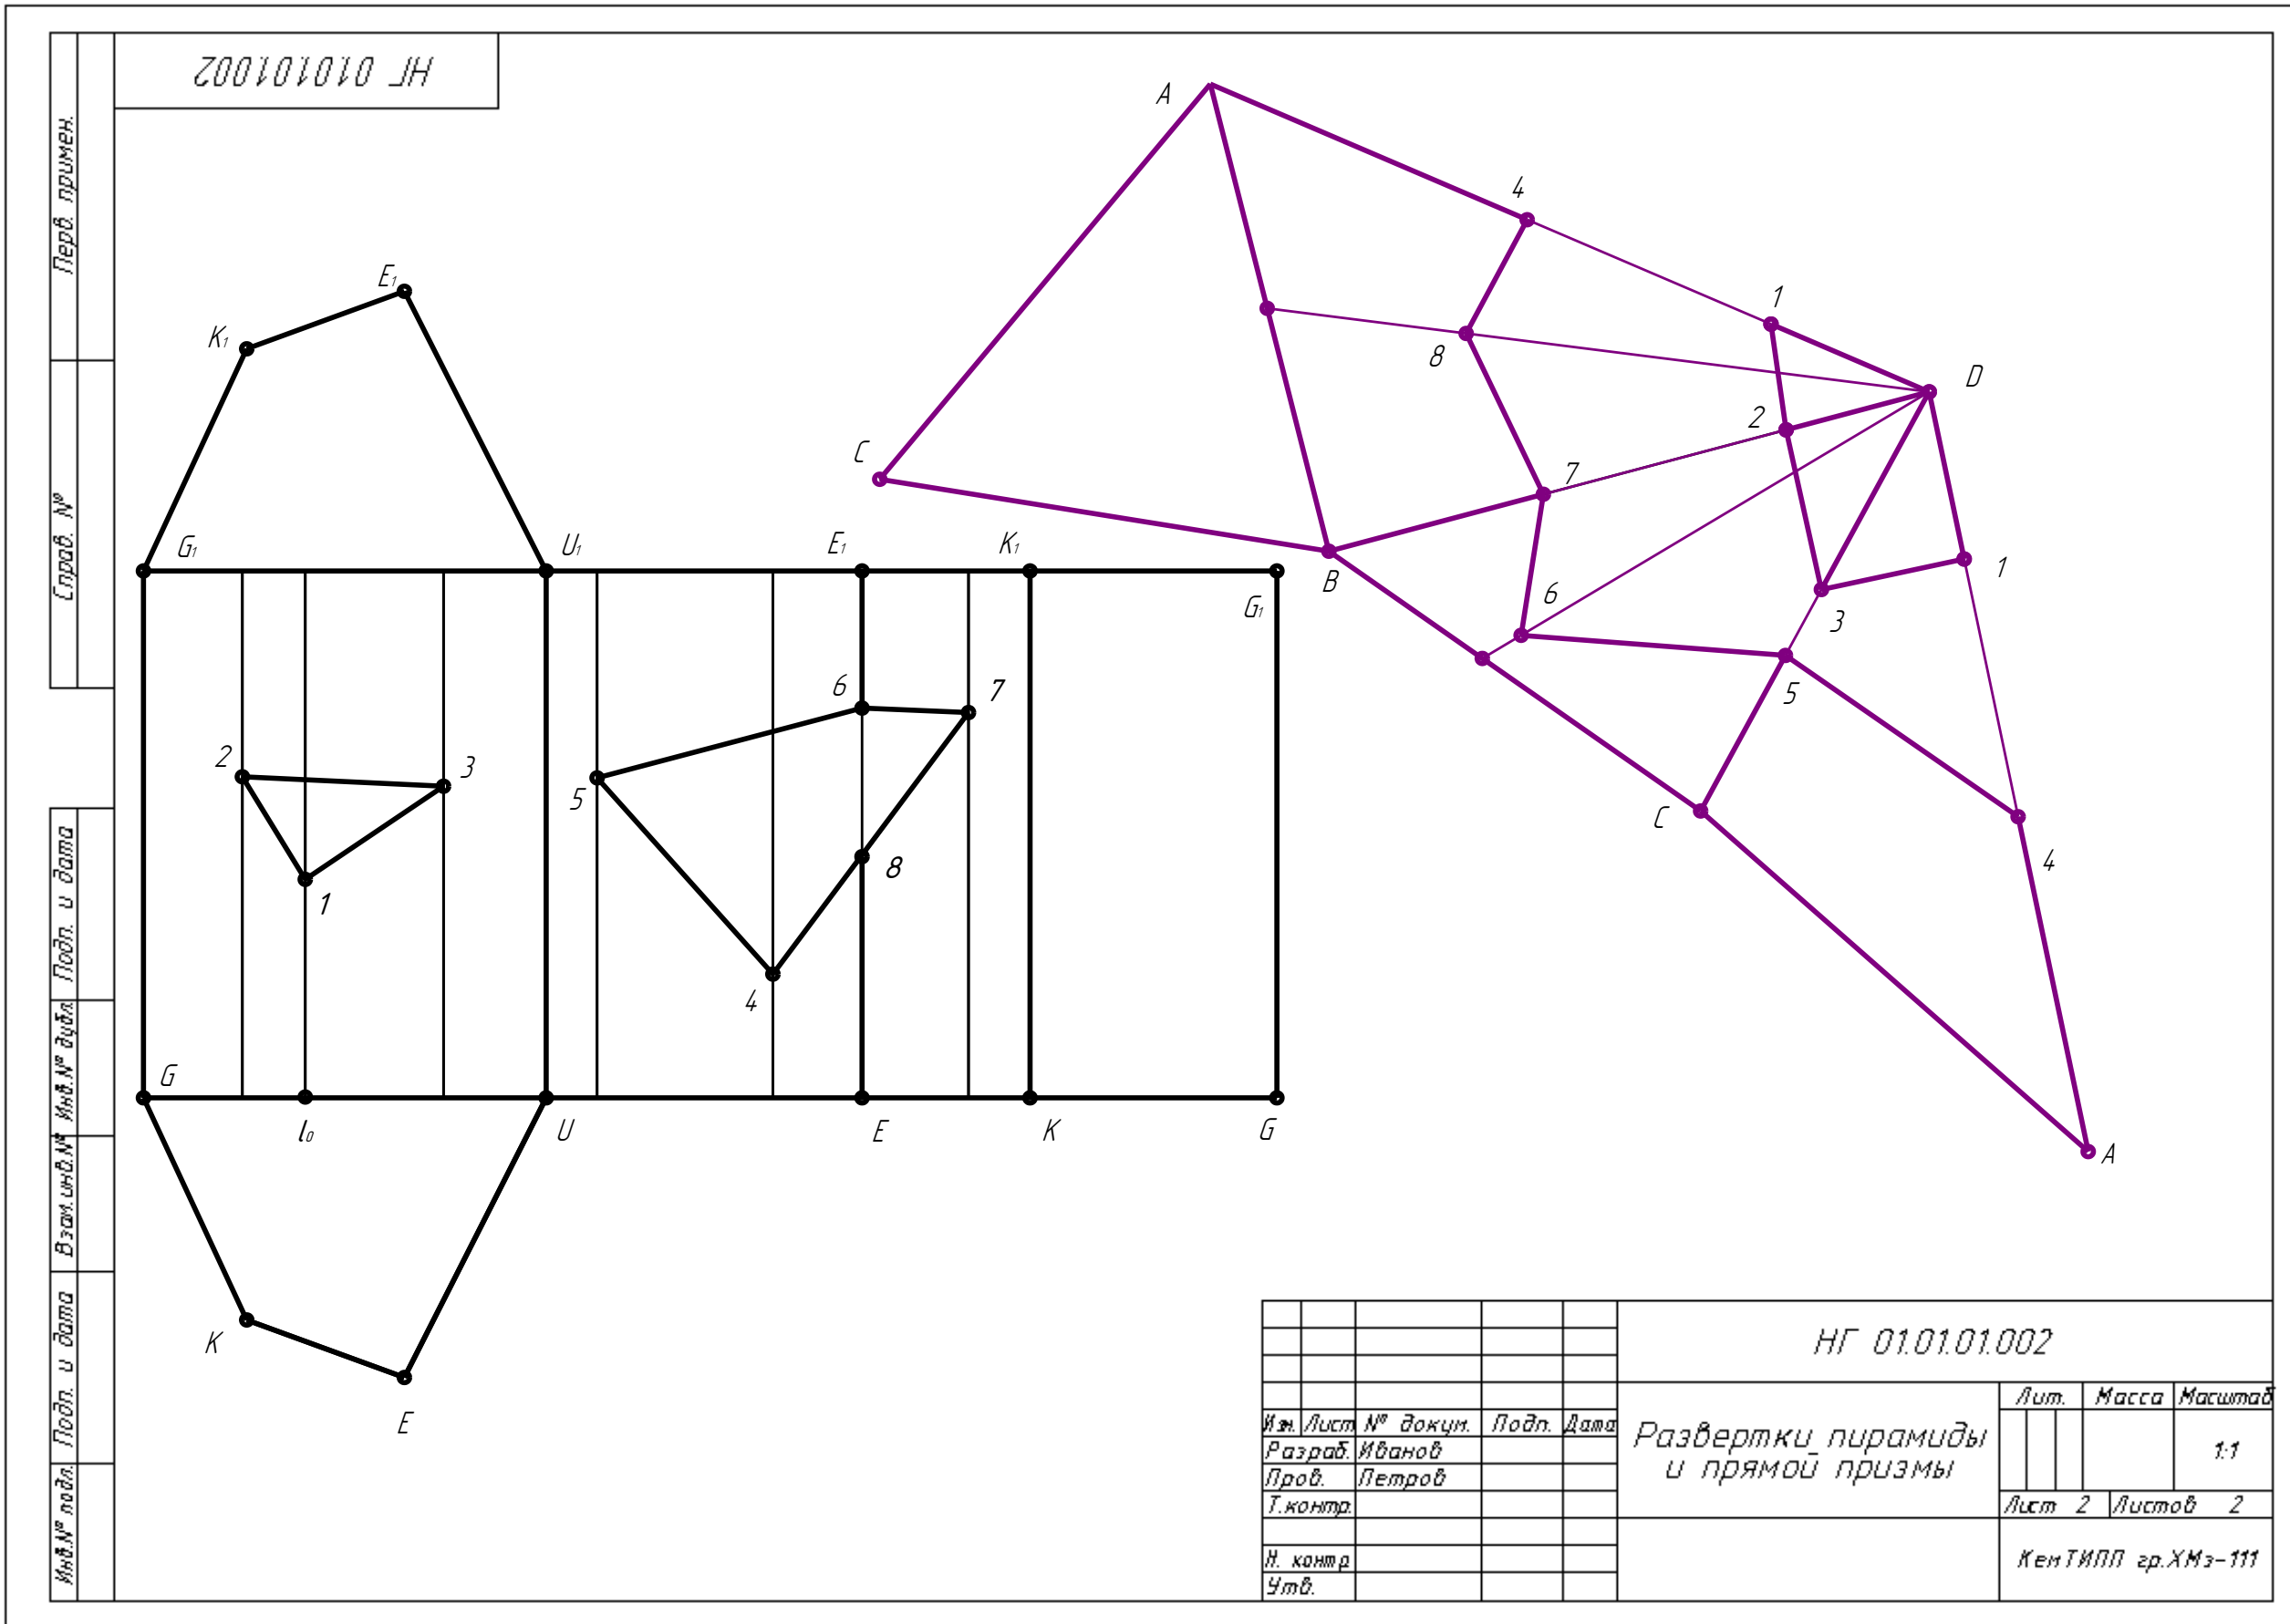 НГ 01.01.01.002
Перв. примен.
Справ. №
Подп. и дата
Инв.№ дубл.
Взам.инв.№
Подп. и дата
Инв.№ подл.
A
4
1
D
8
2
C
7
B
6
3
1
5
C
4
A
E₁
K₁
G₁
U₁
E₁
K₁
G₁
6
7
2
3
5
8
1
4
G
l₀
U
E
K
G
K
E
НГ 01.01.01.002
Изм. Лист № докум. Подп. Дата
Разраб. Иванов
Пров. Петров
Т.контр.
Н. контр
Утв.
Развертки пирамиды
и прямой призмы
Лит. Масса Масштаб
1:1
Лист 2 Листов 2
КемТИПП гр.ХМз-111